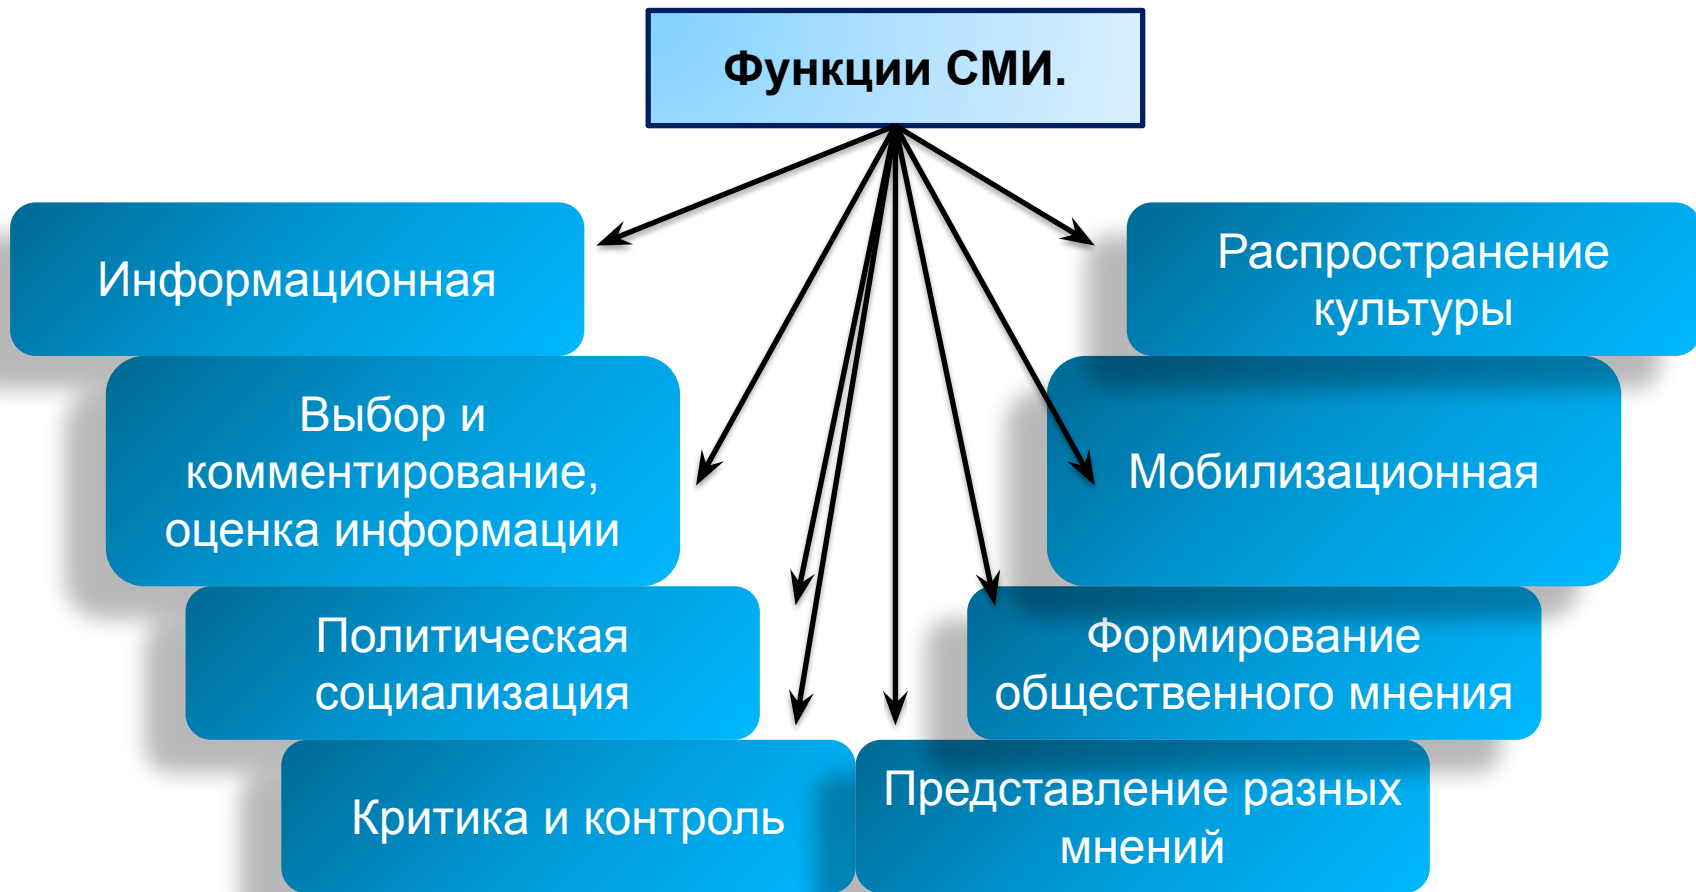 Функции СМИ.
Информационная
Выбор и
комментирование,
оценка информации
Политическая
социализация
Критика и контроль
Распространение
культуры
Мобилизационная
Формирование
общественного мнения
Представление разных
мнений